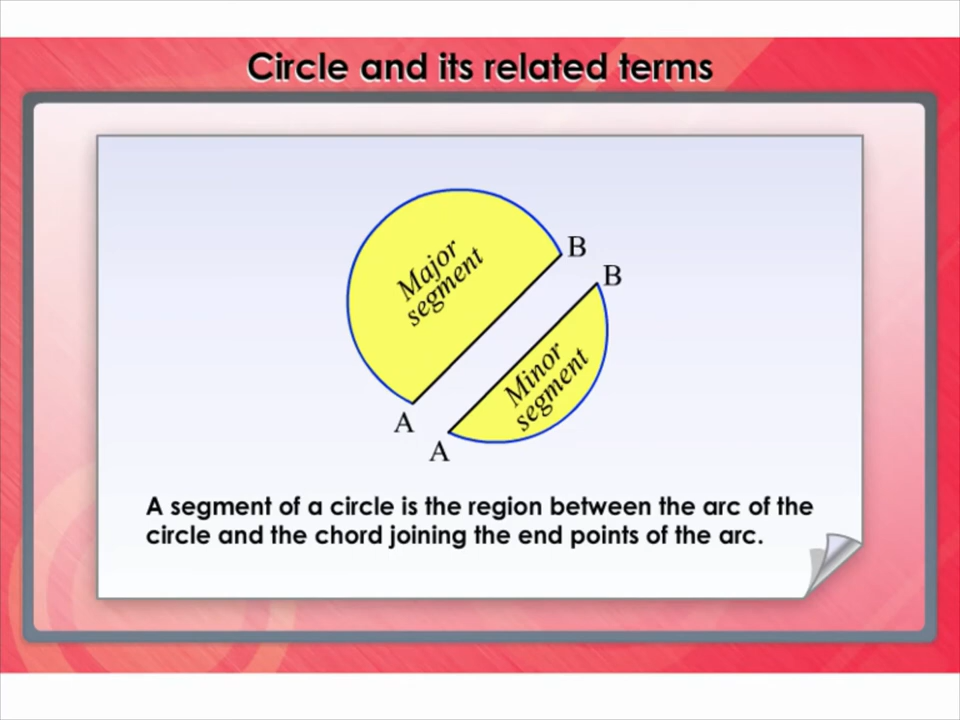 Circle and its related terms
Major
segment
B
B
Minor
segment
A
A
A segment of a circle is the region between the arc of the
circle and the chord joining the end points of the arc.